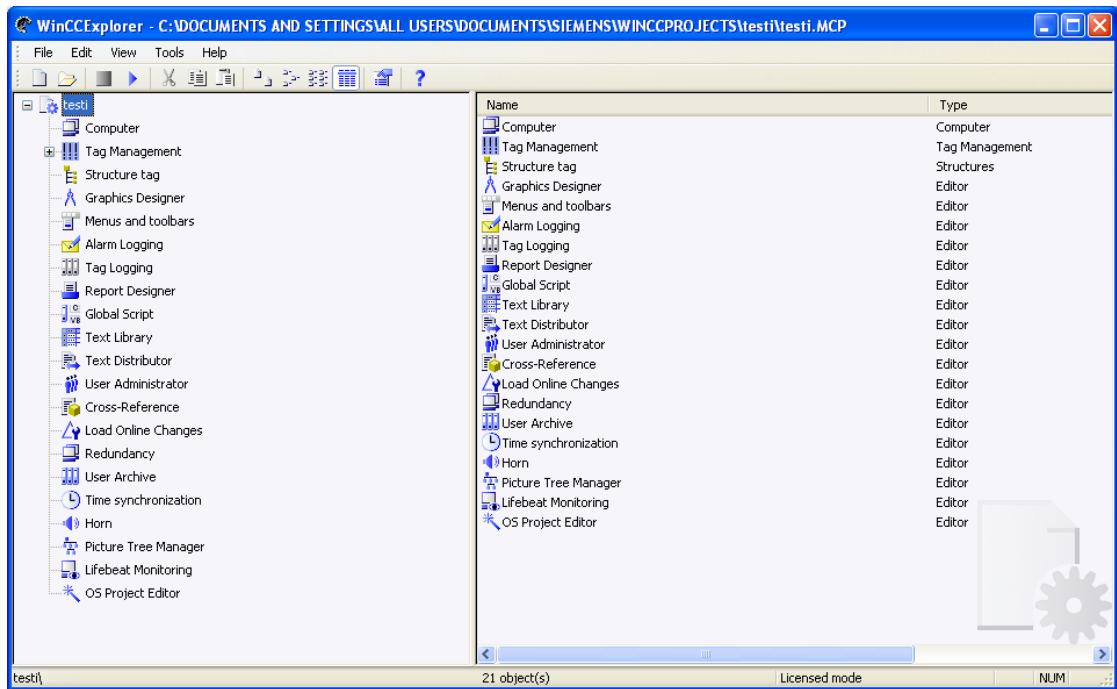 WinCCExplorer - C:\DOCUMENTS AND SETTINGS\ALL USERS\DOCUMENTS\SIEMENS\WINCCPROJECTS\testi\testi.MCP
File Edit View Tools Help
testi
Computer
Tag Management
Structure tag
Graphics Designer
Menus and toolbars
Alarm Logging
Tag Logging
Report Designer
Global Script
Text Library
Text Distributor
User Administrator
Cross-Reference
Load Online Changes
Redundancy
User Archive
Time synchronization
Horn
Picture Tree Manager
Lifebeat Monitoring
OS Project Editor
Name Type
Computer Computer
Tag Management Tag Management
Structure tag Structures
Graphics Designer Editor
Menus and toolbars Editor
Alarm Logging Editor
Tag Logging Editor
Report Designer Editor
Global Script Editor
Text Library Editor
Text Distributor Editor
User Administrator Editor
Cross-Reference Editor
Load Online Changes Editor
Redundancy Editor
User Archive Editor
Time synchronization Editor
Horn Editor
Picture Tree Manager Editor
Lifebeat Monitoring Editor
OS Project Editor Editor
testi\ 21 object(s) Licensed mode NUM